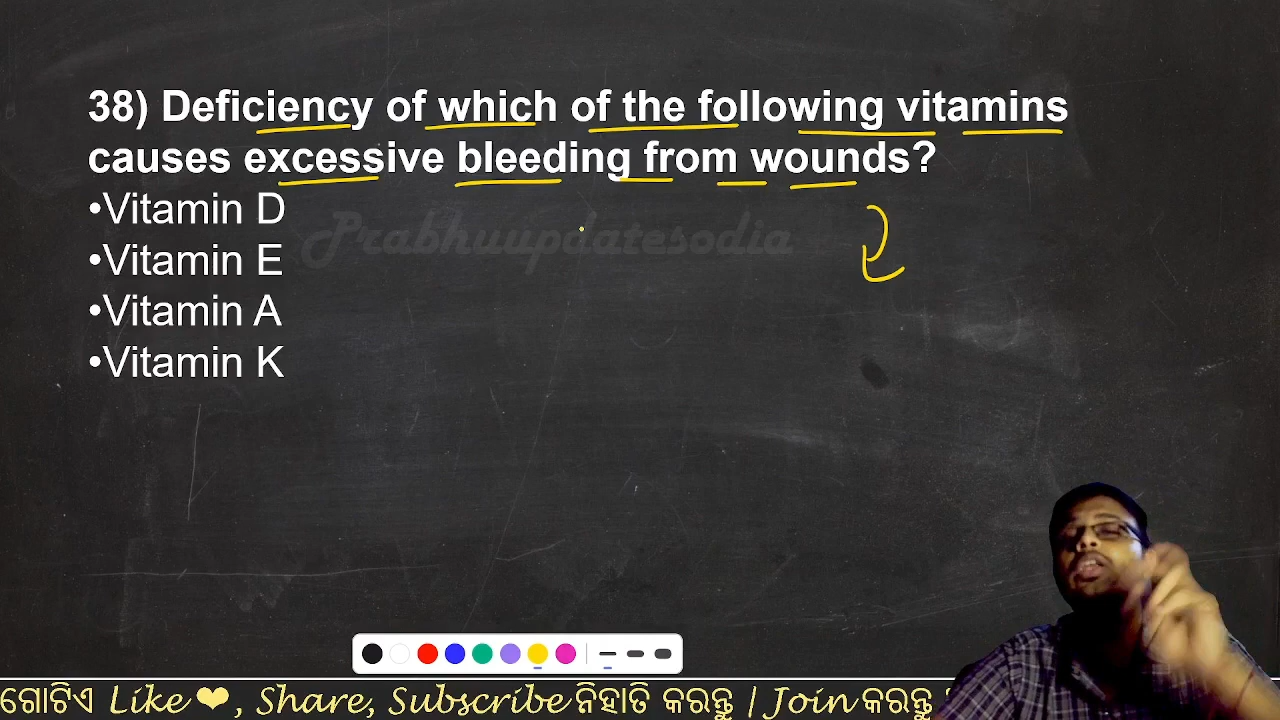 38) Deficiency of which of the following vitamins
causes excessive bleeding from wounds?
•Vitamin D
Prabhuupdatesodia
•Vitamin E
•Vitamin A
•Vitamin K
ଗୋଟିଏ Like ❤, Share, Subscribe ନିହାତି କରନ୍ତୁ | Join କରନ୍ତୁ